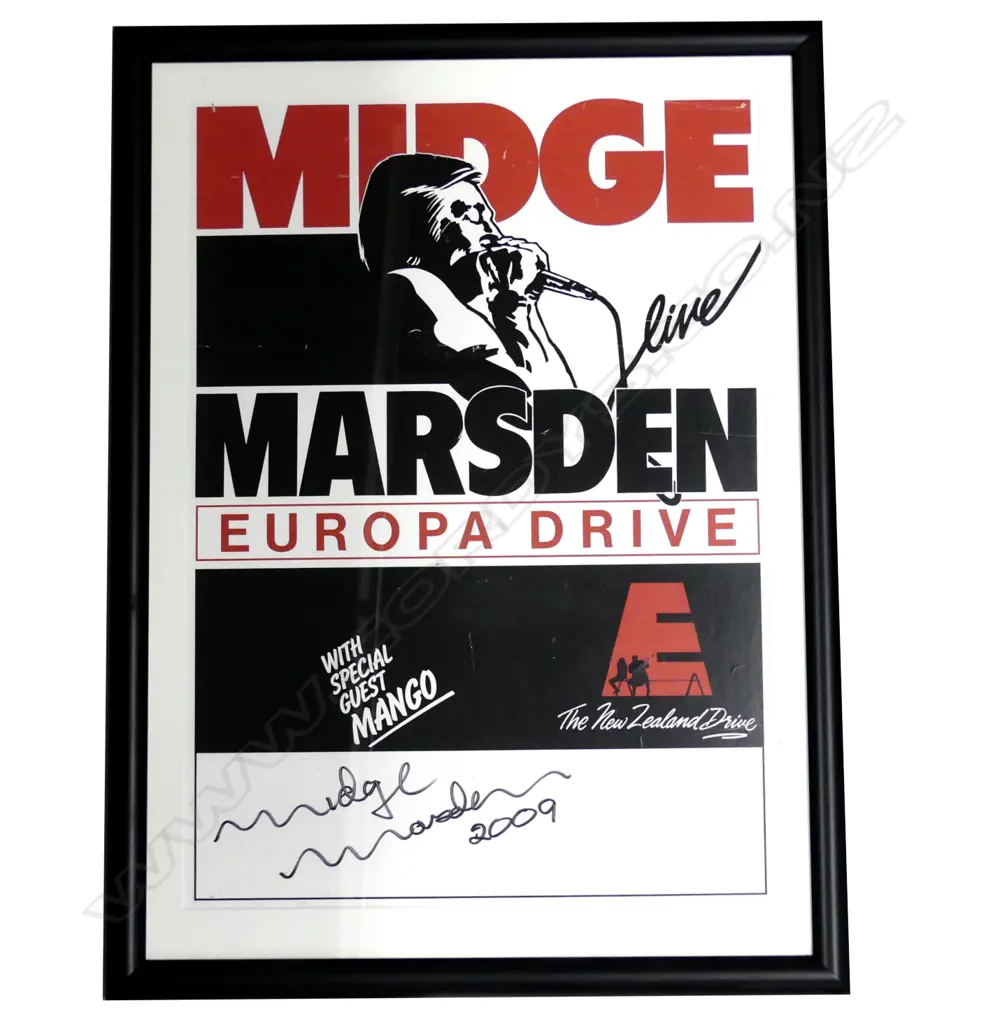 MIDGE
live
MARSDEN
EUROPA DRIVE
WITH
SPECIAL
GUEST
MANGO
E
The New Zealand Drive
Midge
Marsden
2009